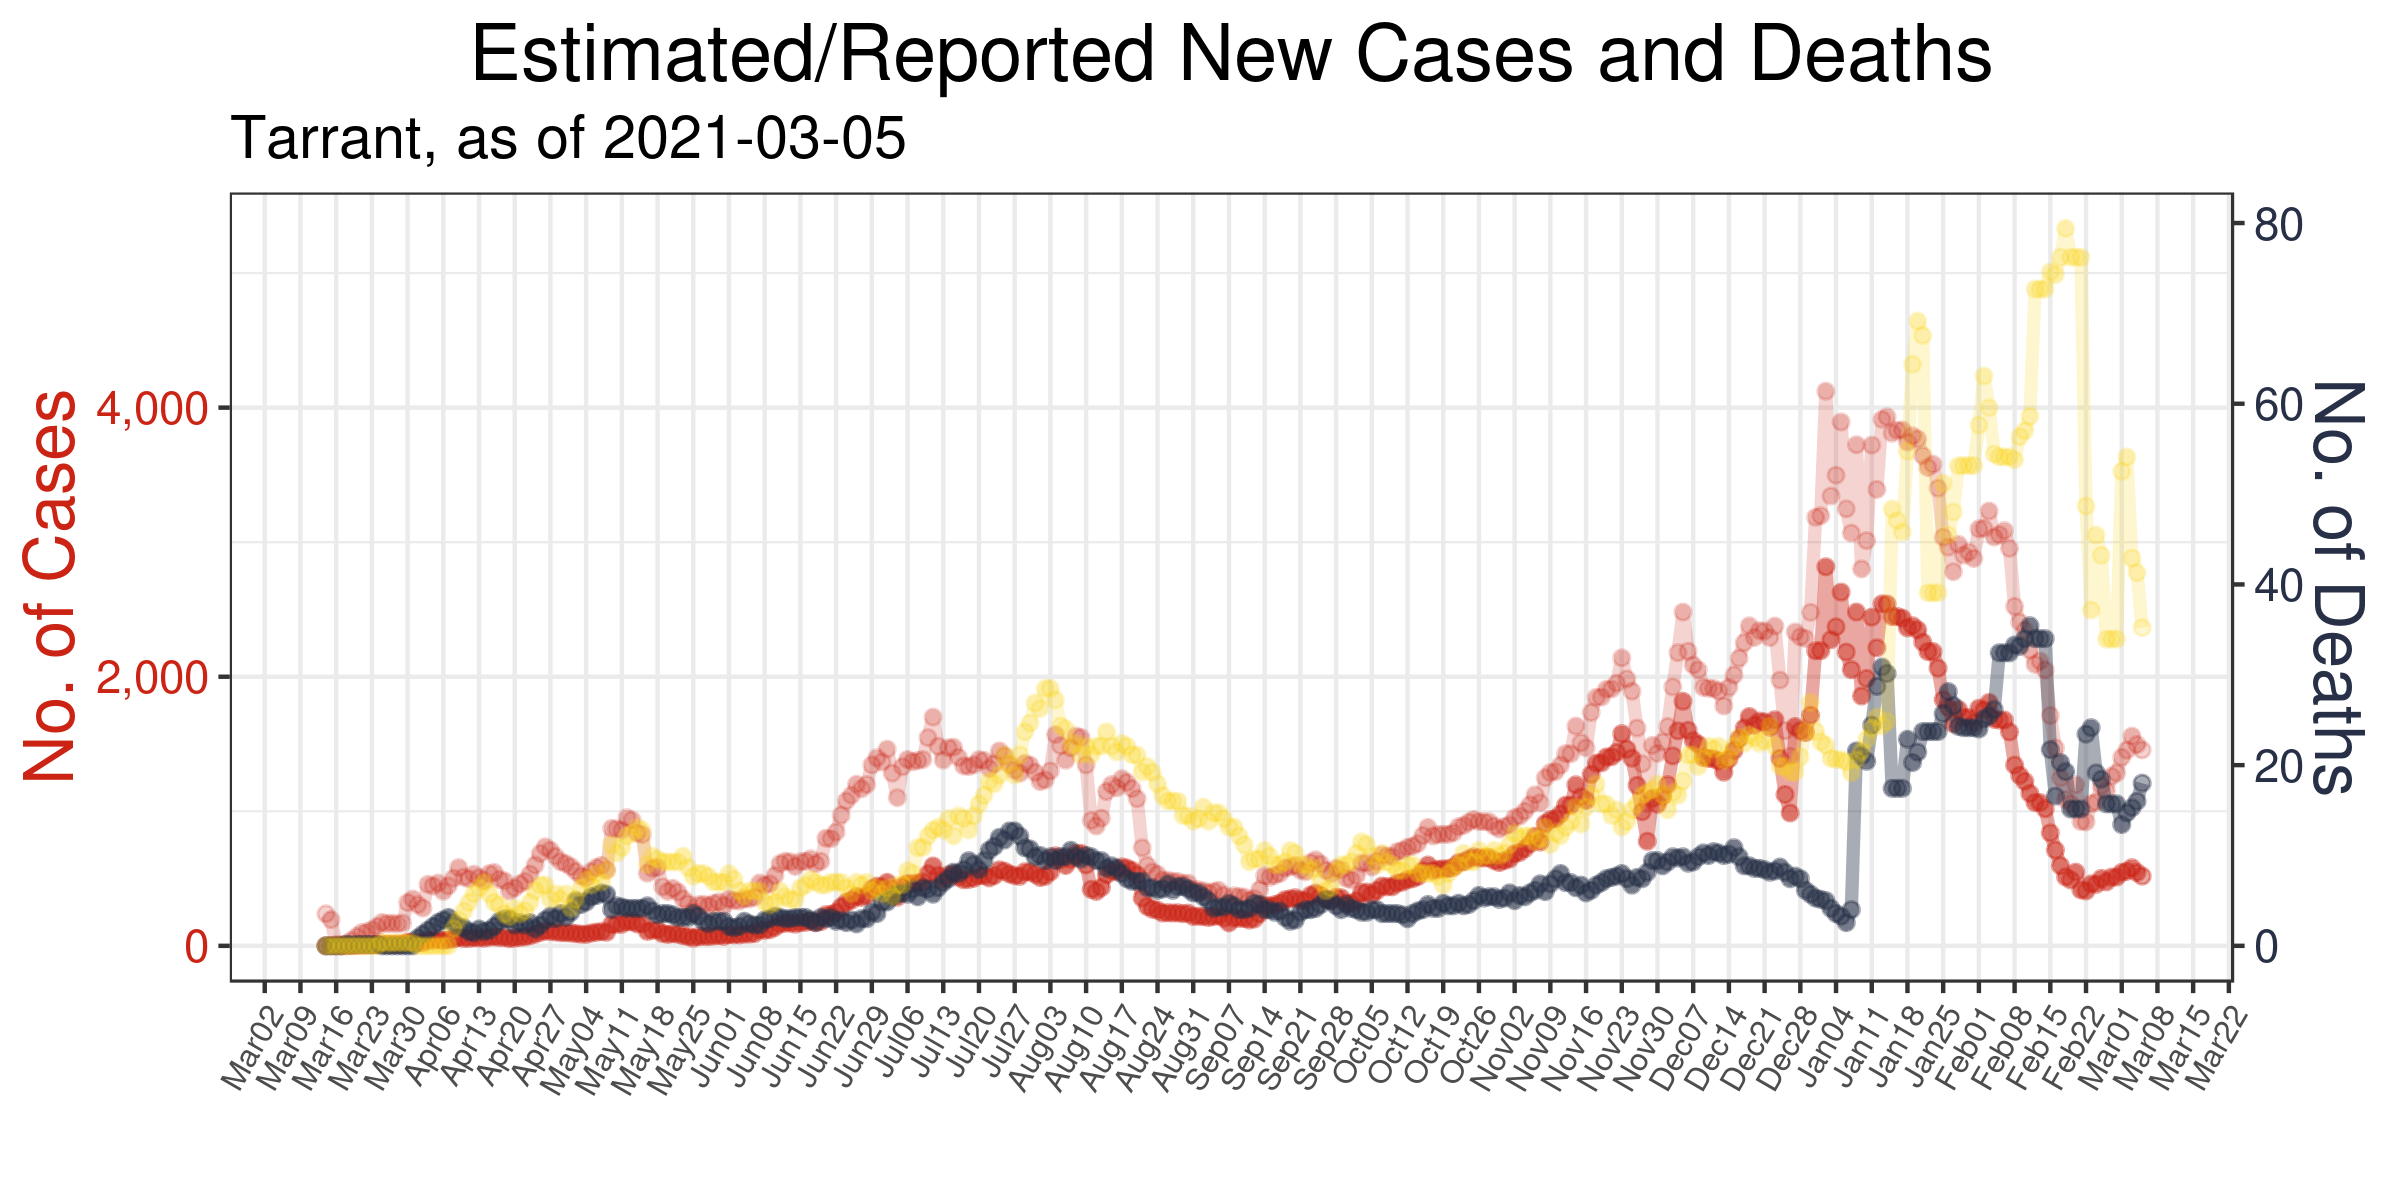 Estimated/Reported New Cases and Deaths
Tarrant, as of 2021-03-05
No. of Cases
4,000
2,000
0
80
60
40
20
0
No. of Deaths
Mar02
Mar09
Mar16
Mar23
Mar30
Apr06
Apr13
Apr20
Apr27
May04
May11
May18
May25
Jun01
Jun08
Jun15
Jun22
Jun29
Jul06
Jul13
Jul20
Jul27
Aug03
Aug10
Aug17
Aug24
Aug31
Sep07
Sep14
Sep21
Sep28
Oct05
Oct12
Oct19
Oct26
Nov02
Nov09
Nov16
Nov23
Nov30
Dec07
Dec14
Dec21
Dec28
Dec04
Jan11
Jan18
Jan25
Feb01
Feb08
Feb15
Feb22
Mar01
Mar08
Mar15
Mar22